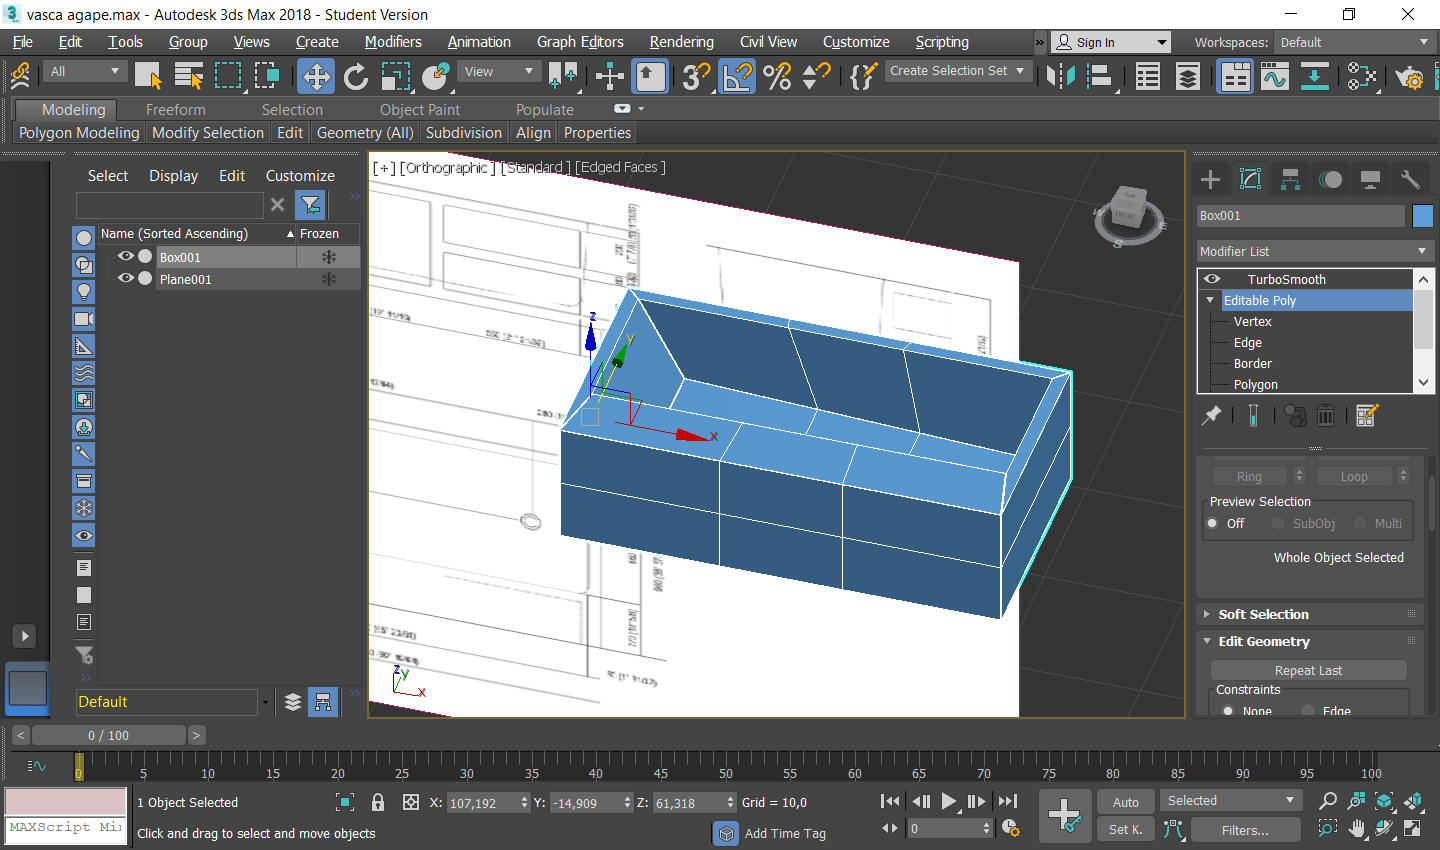 vasca agape.max - Autodesk 3ds Max 2018 - Student Version
File Edit Tools Group Views Create Modifiers Animation Graph Editors Rendering Civil View Customize Scripting » Sign In Workspaces: Default
All View Create Selection Set
Modeling Freeform Selection Object Paint Populate
Polygon Modeling Modify Selection Edit Geometry (All) Subdivision Align Properties
Select Display Edit Customize
Name (Sorted Ascending) Frozen
Box001
Plane001
Default
[+] [Orthographic ] [Standard ] [Edged Faces ]
z
y
x
z
y
x
TOP
FRONT
W
S
E
Box001
Modifier List
TurboSmooth
Editable Poly
Vertex
Edge
Border
Polygon
Ring Loop
Preview Selection
Off SubObj Multi
Whole Object Selected
Soft Selection
Edit Geometry
Repeat Last
Constraints
None Edge
< 0 / 100 >
0 5 10 15 20 25 30 35 40 45 50 55 60 65 70 75 80 85 90 95 100
1 Object Selected X: 107,192 Y: -14,909 Z: 61,318 Grid = 10,0 Auto Selected
MAXScript Mi
Click and drag to select and move objects Add Time Tag 0 Set K. Filters...